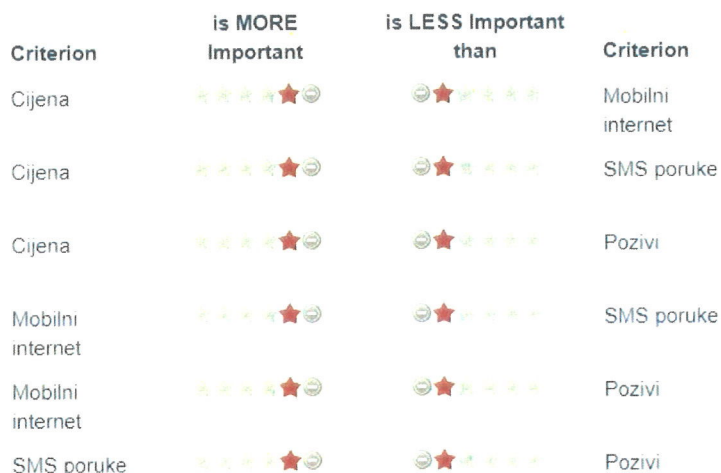 is MORE is LESS Important
Criterion Important than Criterion
Cijena Mobilni
internet
Cijena SMS poruke
Cijena Pozivi
Mobilni SMS poruke
internet
Mobilni Pozivi
internet
SMS poruke Pozivi